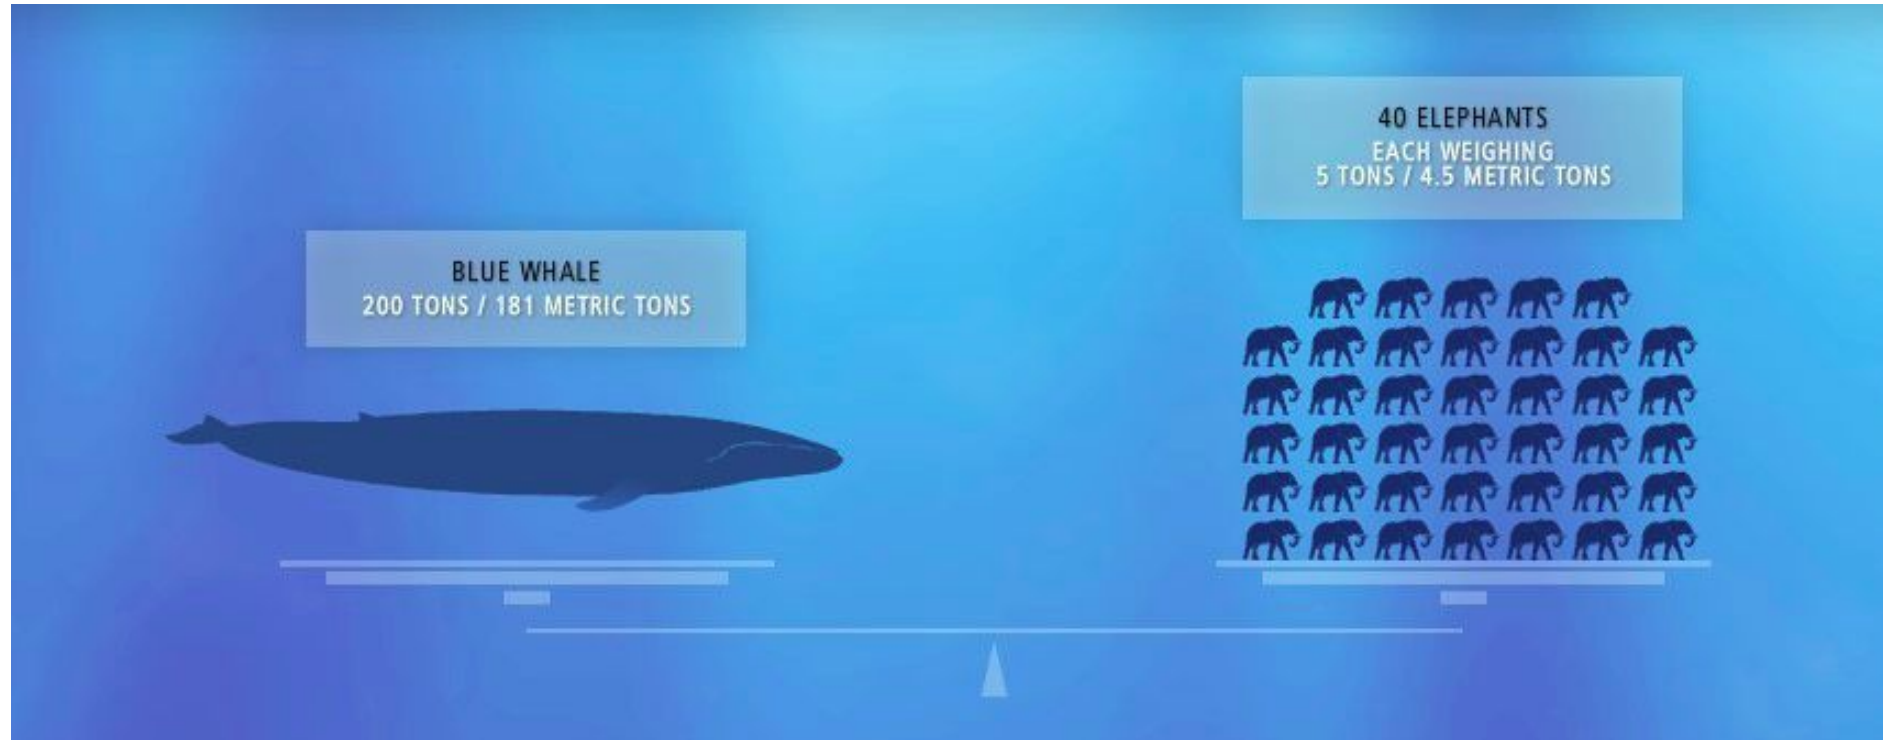 BLUE WHALE
200 TONS / 181 METRIC TONS
40 ELEPHANTS
EACH WEIGHING
5 TONS / 4.5 METRIC TONS